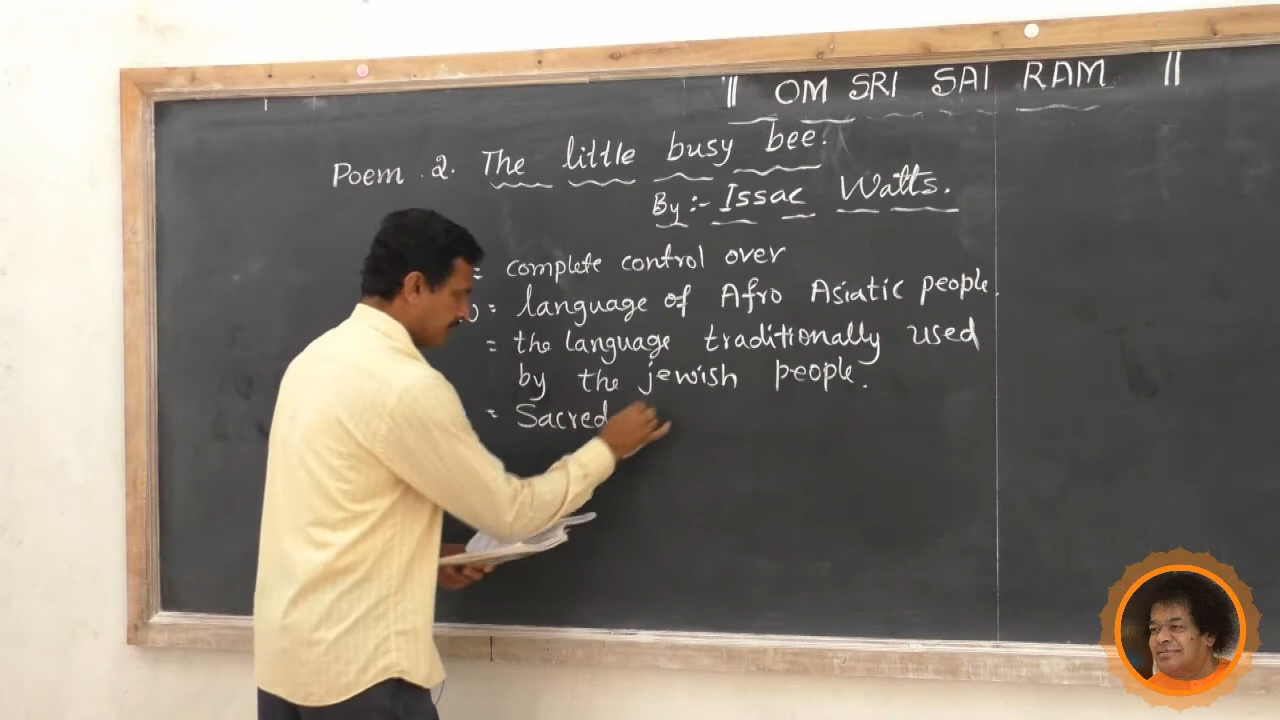 || OM SRI SAI RAM ||
Poem 2. The little busy bee.
By :- Issac Watts.
= complete control over
= language of Afro Asiatic people.
= the language traditionally used
by the jewish people.
= Sacred